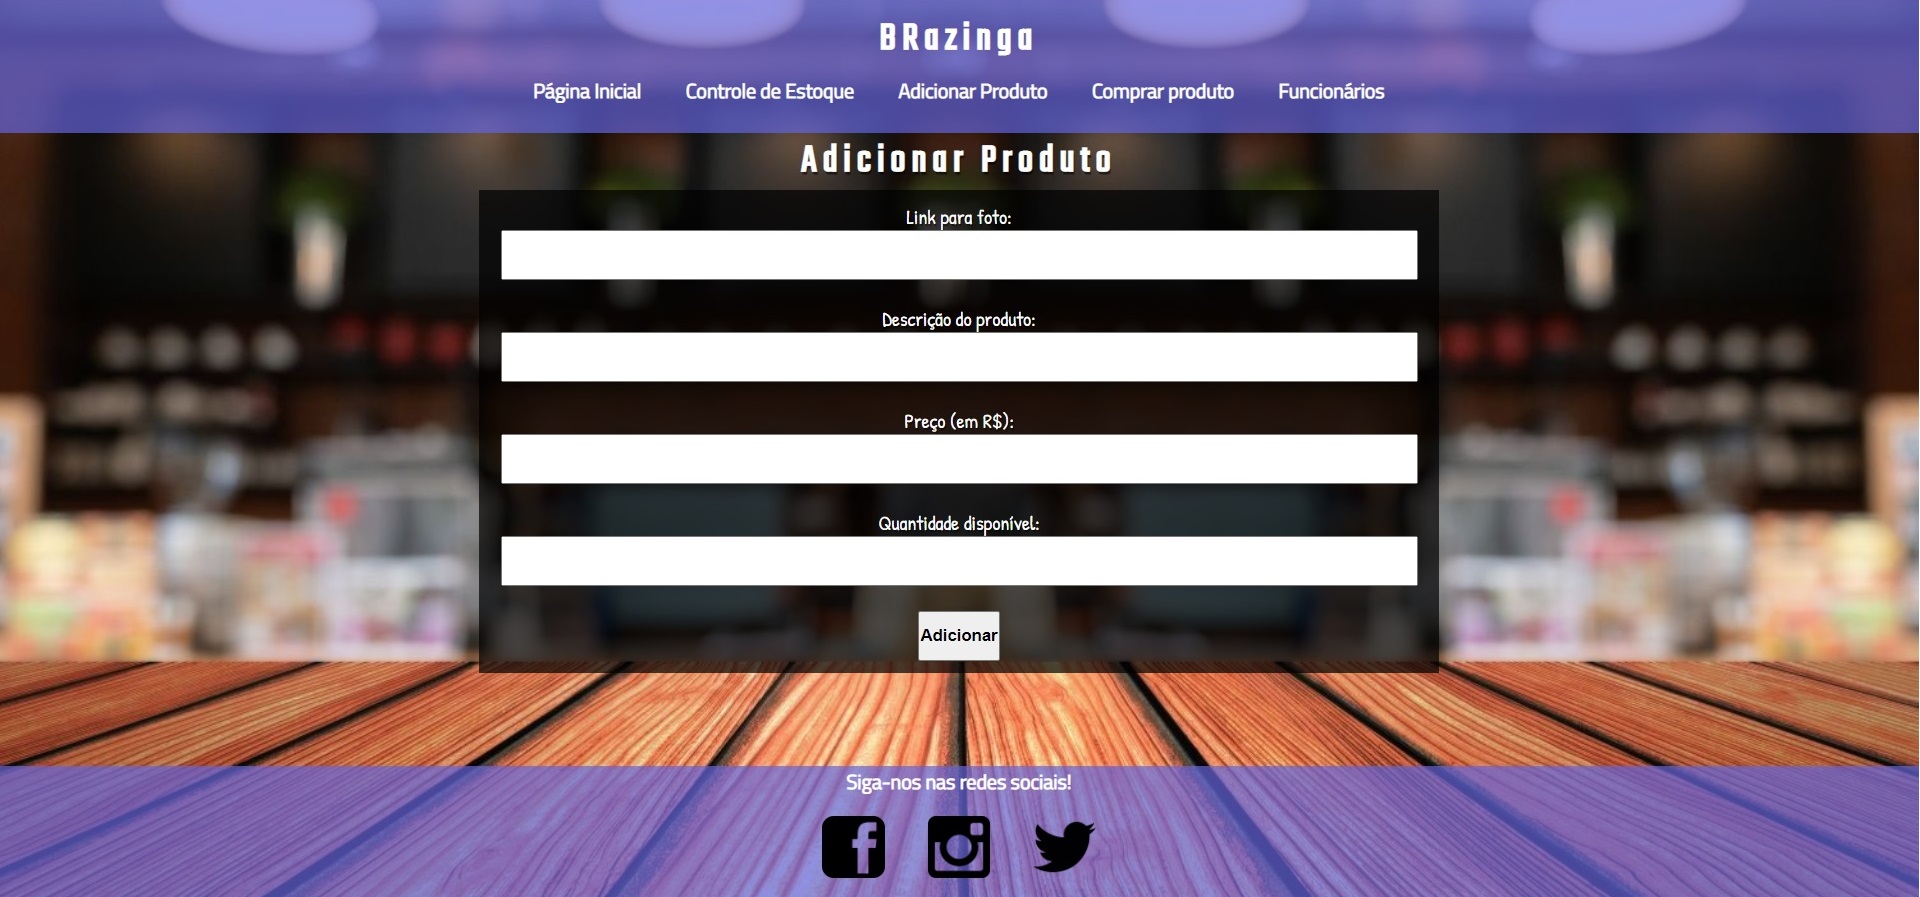 BRazinga
Página Inicial Controle de Estoque Adicionar Produto Comprar produto Funcionários
Adicionar Produto
Link para foto:
Descrição do produto:
Preço (em R$):
Quantidade disponível:
Adicionar
Siga-nos nas redes sociais!